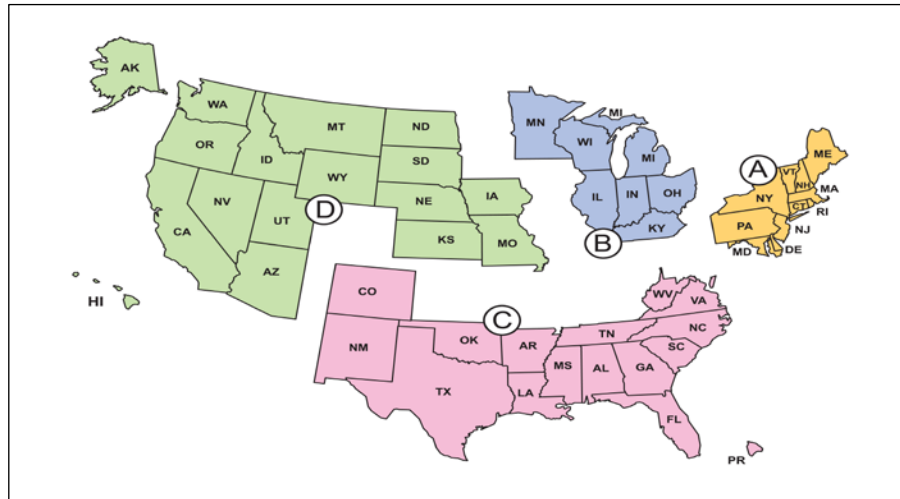 AK
WA
MT
ND
MN
MI
OR
ID
SD
WI
MI
ME
VT
A
NH
WY
NV
NE
IA
IL
IN
OH
NY
MA
CT
RI
D
UT
CA
KS
MO
KY
PA
NJ
B
MD
DE
AZ
HI
CO
WV
VA
C
NM
OK
AR
TN
NC
SC
TX
LA
MS
AL
GA
FL
PR